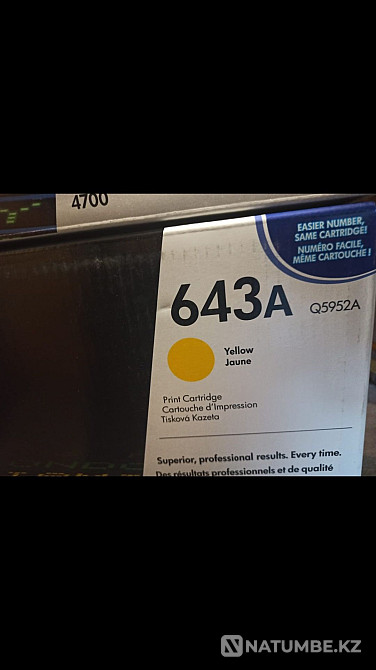 4700
EASIER NUMBER,
SAME CARTRIDGE!
NUMÉRO FACILE,
MÊME CARTOUCHE !
643A Q5952A
Yellow
Jaune
Print Cartridge
Cartouche d'Impression
Tisková Kazeta
Superior, professional results. Every time.
Des résultats professionnels et de qualité
NATUMBE.KZ